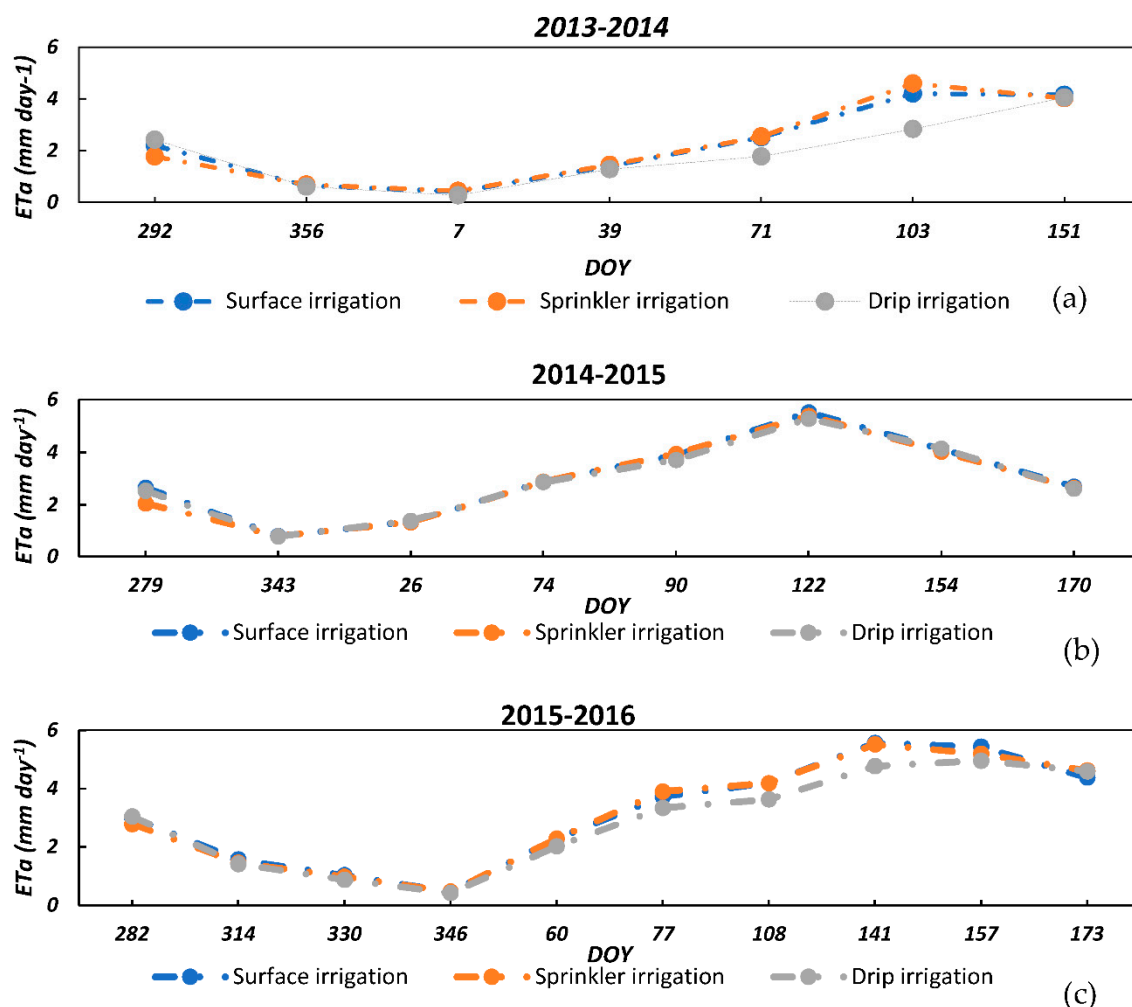 2013-2014
ETa (mm day-1)
6
4
2
0
292 356 7 39 71 103 151
DOY
Surface irrigation Sprinkler irrigation Drip irrigation
(a)
2014-2015
ETa (mm day-1)
6
4
2
0
279 343 26 74 90 122 154 170
DOY
Surface irrigation Sprinkler irrigation Drip irrigation
(b)
2015-2016
ETa (mm day-1)
6
4
2
0
282 314 330 346 60 77 108 141 157 173
DOY
Surface irrigation Sprinkler irrigation Drip irrigation
(c)